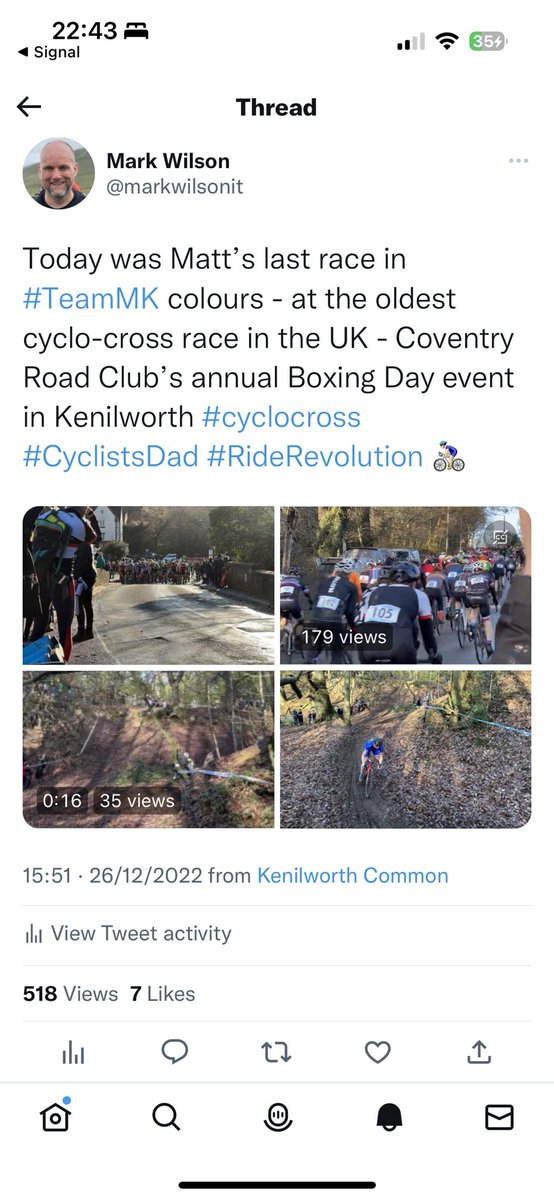 22:43
35
◀ Signal
Thread
Mark Wilson
@markwilsonit
Today was Matt’s last race in
#TeamMK colours - at the oldest
cyclo-cross race in the UK - Coventry
Road Club’s annual Boxing Day event
in Kenilworth #cyclocross
#CyclistsDad #RideRevolution 🚴🏻
105
179 views
0:16 35 views
15:51 · 26/12/2022 from Kenilworth Common
View Tweet activity
518 Views 7 Likes